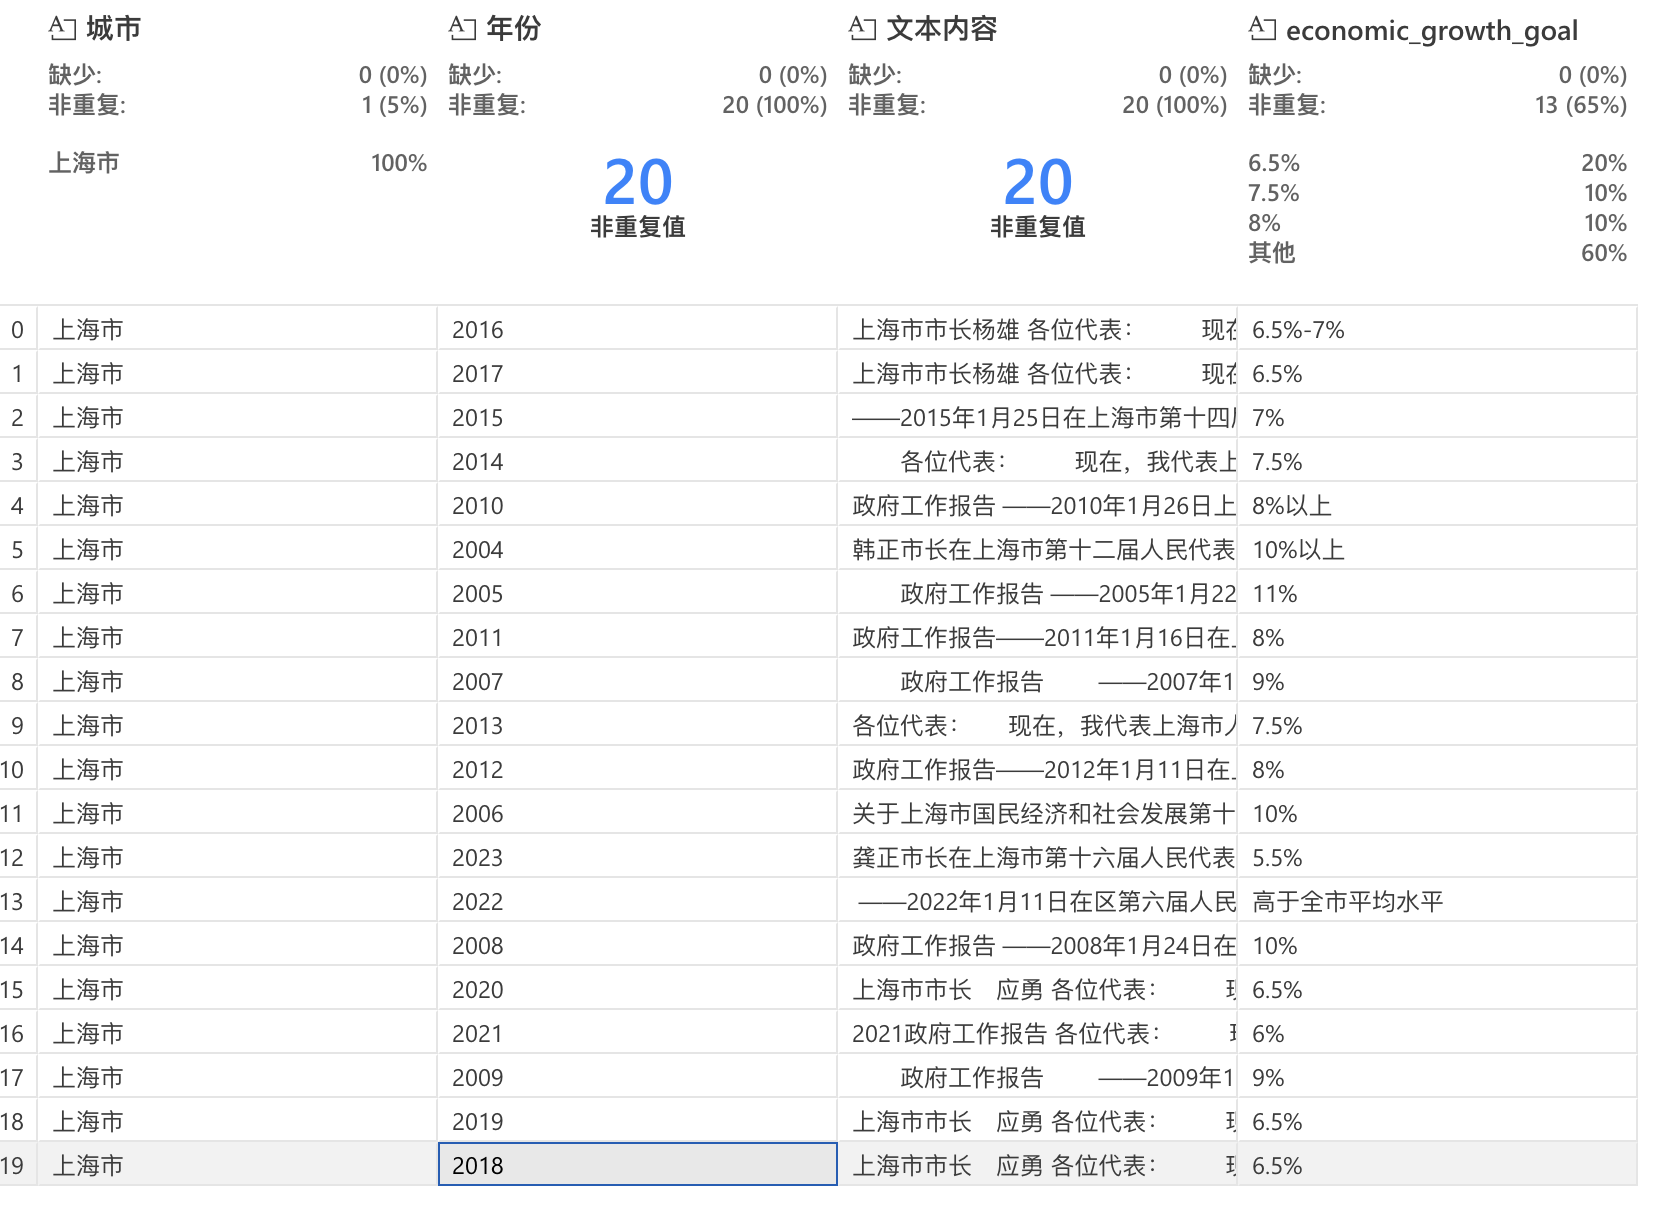 城市 年份 文本内容 economic_growth_goal
缺少: 0 (0%) 缺少: 0 (0%) 缺少: 0 (0%) 缺少: 0 (0%)
非重复: 1 (5%) 非重复: 20 (100%) 非重复: 20 (100%) 非重复: 13 (65%)
上海市 100% 20 20 6.5% 20%
7.5% 10%
非重复值 非重复值 8% 10%
其他 60%
0 上海市 2016 上海市市长杨雄 各位代表： 现在 6.5%-7%
1 上海市 2017 上海市市长杨雄 各位代表： 现在 6.5%
2 上海市 2015 ——2015年1月25日在上海市第十四届 7%
3 上海市 2014 各位代表： 现在，我代表上 7.5%
4 上海市 2010 政府工作报告 ——2010年1月26日上 8%以上
5 上海市 2004 韩正市长在上海市第十二届人民代表 10%以上
6 上海市 2005 政府工作报告 ——2005年1月22 11%
7 上海市 2011 政府工作报告——2011年1月16日在上 8%
8 上海市 2007 政府工作报告 ——2007年1 9%
9 上海市 2013 各位代表： 现在，我代表上海市人 7.5%
10 上海市 2012 政府工作报告——2012年1月11日在上 8%
11 上海市 2006 关于上海市国民经济和社会发展第十 10%
12 上海市 2023 龚正市长在上海市第十六届人民代表 5.5%
13 上海市 2022 ——2022年1月11日在区第六届人民 高于全市平均水平
14 上海市 2008 政府工作报告 ——2008年1月24日在 10%
15 上海市 2020 上海市市长 应勇 各位代表： 现 6.5%
16 上海市 2021 2021政府工作报告 各位代表： 现 6%
17 上海市 2009 政府工作报告 ——2009年1 9%
18 上海市 2019 上海市市长 应勇 各位代表： 现 6.5%
19 上海市 2018 上海市市长 应勇 各位代表： 现 6.5%